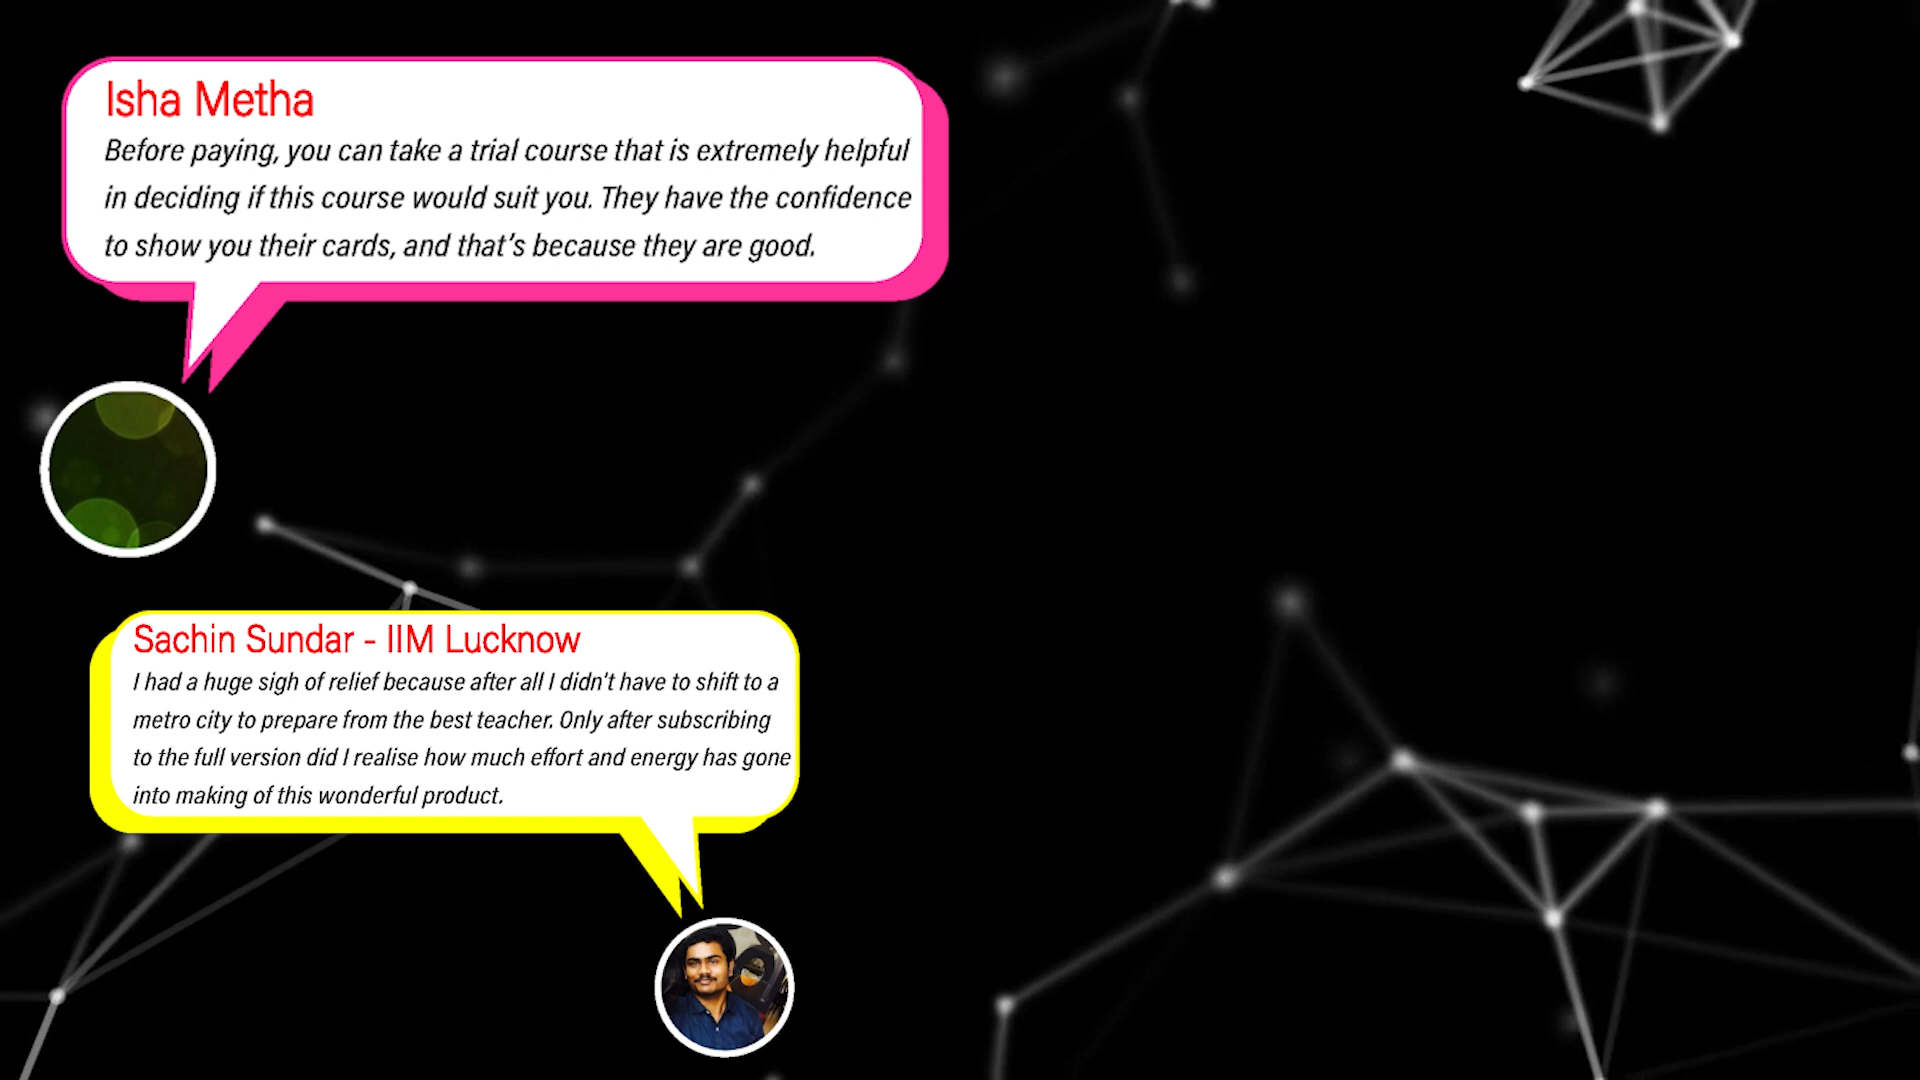 Isha Metha
Before paying, you can take a trial course that is extremely helpful
in deciding if this course would suit you. They have the confidence
to show you their cards, and that's because they are good.
Sachin Sundar - IIM Lucknow
I had a huge sigh of relief because after all I didn't have to shift to a
metro city to prepare from the best teacher. Only after subscribing
to the full version did I realise how much effort and energy has gone
into making of this wonderful product.